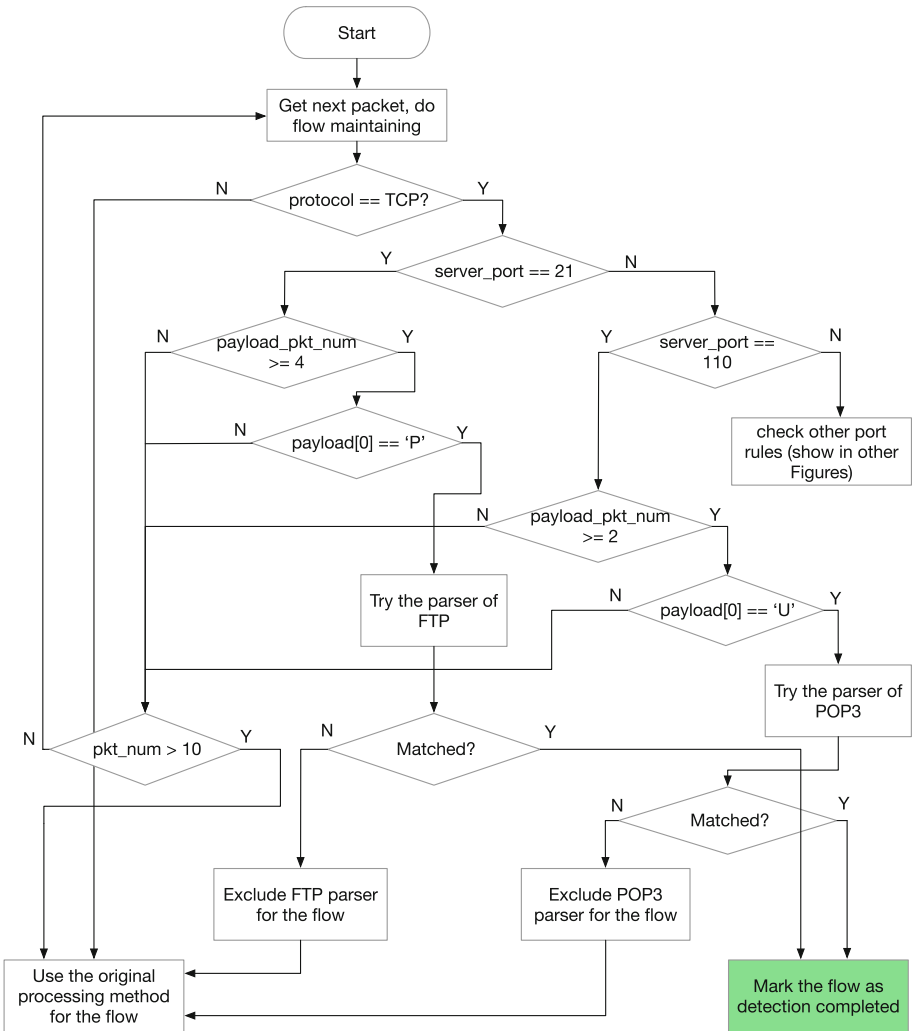 Start
Get next packet, do
flow maintaining
N
protocol == TCP?
Y
Y
server_port == 21
N
N
payload_pkt_num
>= 4
Y
Y
server_port ==
110
N
N
payload[0] == ‘P’
Y
check other port
rules (show in other
Figures)
N
payload_pkt_num
>= 2
Y
Try the parser of
FTP
N
payload[0] == ‘U’
Y
Try the parser of
POP3
N
pkt_num > 10
Y
N
Matched?
Y
N
Matched?
Y
Exclude FTP parser
for the flow
Exclude POP3
parser for the flow
Use the original
processing method
for the flow
Mark the flow as
detection completed